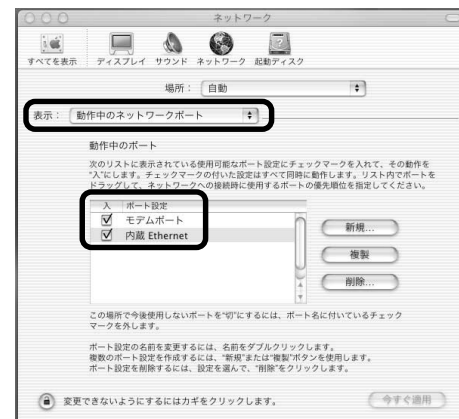 ネットワーク
すべてを表示 ディスプレイ サウンド ネットワーク 起動ディスク
場所： 自動
表示： 動作中のネットワークポート
動作中のポート
次のリストに表示されている使用可能なポート設定にチェックマークを入れて、その動作を
"入"にします。チェックマークの付いた設定はすべて同時に動作します。リスト内でポートを
ドラッグして、ネットワークへの接続時に使用するポートの優先順位を指定してください。
入 ポート設定
モデムポート
内蔵 Ethernet
新規...
複製
削除...
この場所で今後使用しないポートを"切"にするには、ポート名に付いているチェック
マークを外します。
ポート設定の名前を変更するには、名前をダブルクリックします。
複数のポート設定を作成するには、"新規"または"複製"ボタンを使用します。
ポート設定を削除するには、設定を選んで、"削除"をクリックします。
変更できないようにするにはカギをクリックします。
今すぐ適用